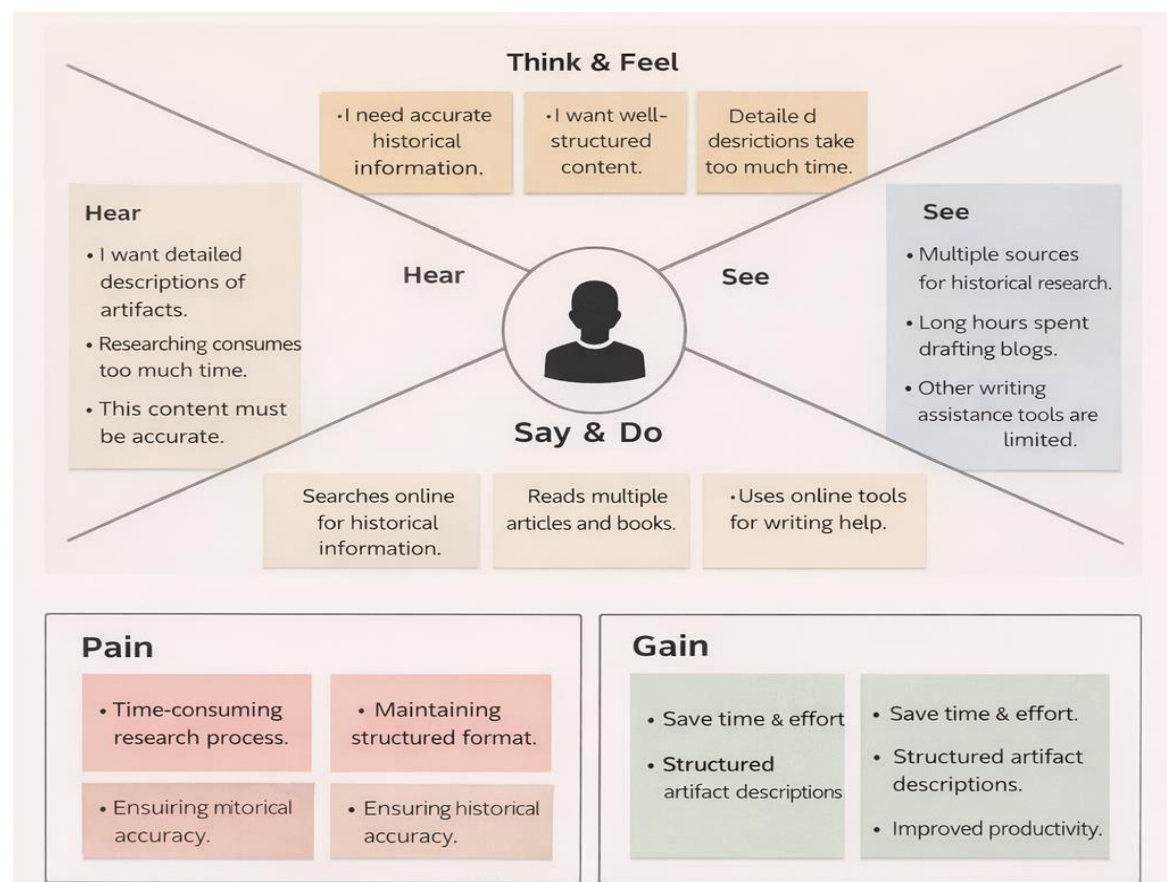 Think & Feel
•I need accurate
historical
information.
•I want well-
structured
content.
Detaile d
desrictions take
too much time.
Hear
• I want detailed
descriptions of
artifacts.
• Researching consumes
too much time.
• This content must
be accurate.
Hear
See
See
• Multiple sources
for historical research.
• Long hours spent
drafting blogs.
• Other writing
assistance tools are
limited.
Say & Do
Searches online
for historical
information.
Reads multiple
articles and books.
•Uses online tools
for writing help.
Pain
• Time-consuming
research process.
• Maintaining
structured format.
• Ensuiring mitorical
accuracy.
• Ensuring historical
accuracy.
Gain
• Save time & effort
• Structured
artifact descriptions
• Save time & effort.
• Structured artifact
descriptions.
• Improved productivity.